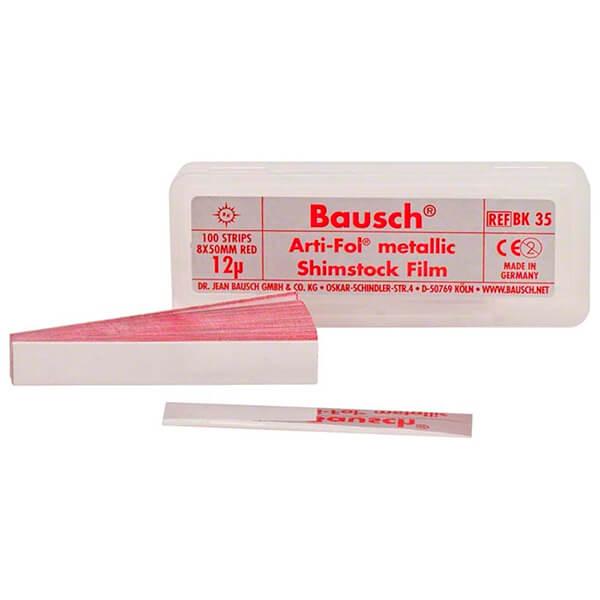 Bausch®
REF BK 35
100 STRIPS
8X50MM RED
12µ
Arti-Fol® metallic
Shimstock Film
CE
MADE IN
GERMANY
DR. JEAN BAUSCH GMBH & CO. KG • OSKAR-SCHINDLER-STR.4 • D-50769 KÖLN • WWW.BAUSCH.NET